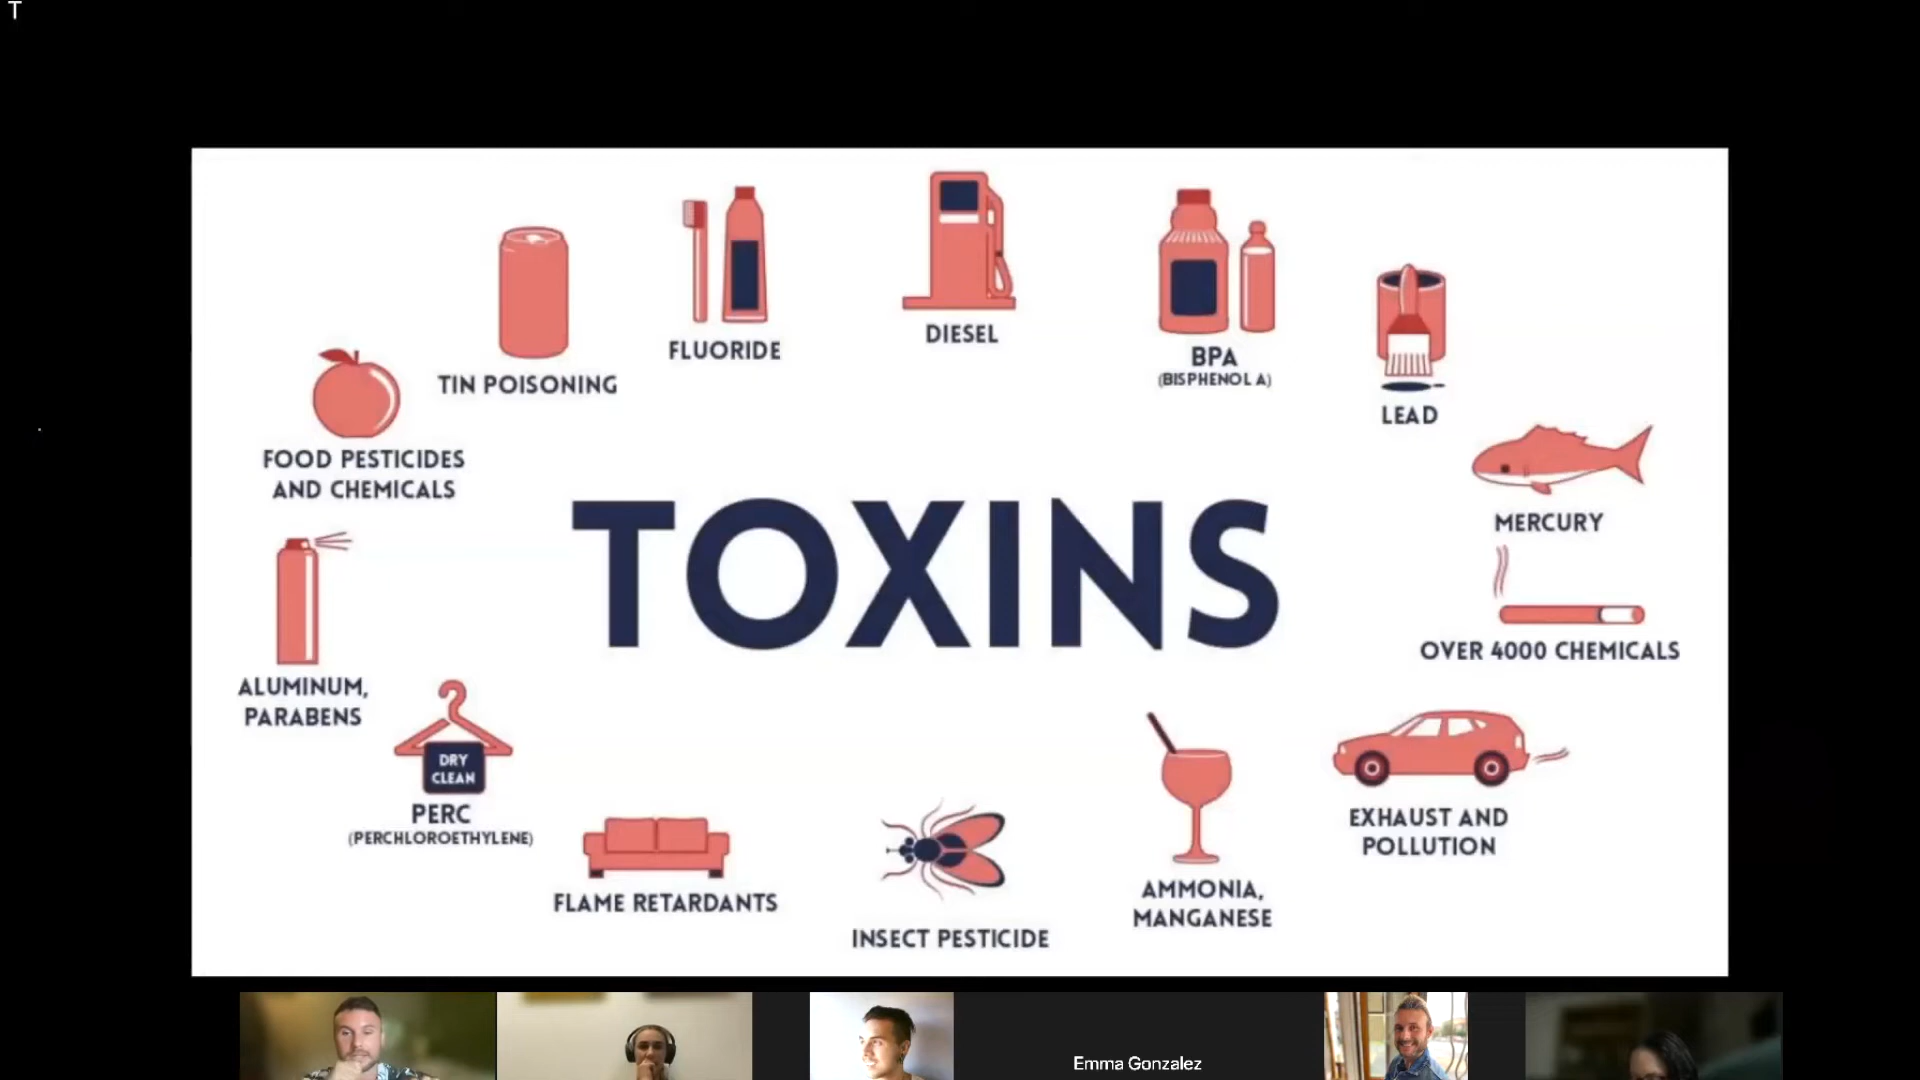 T
FLUORIDE
DIESEL
BPA
(BISPHENOL A)
TIN POISONING
LEAD
FOOD PESTICIDES
AND CHEMICALS
MERCURY
TOXINS
OVER 4000 CHEMICALS
ALUMINUM,
PARABENS
DRY
CLEAN
PERC
(PERCHLOROETHYLENE)
EXHAUST AND
POLLUTION
FLAME RETARDANTS
AMMONIA,
MANGANESE
INSECT PESTICIDE
Emma Gonzalez